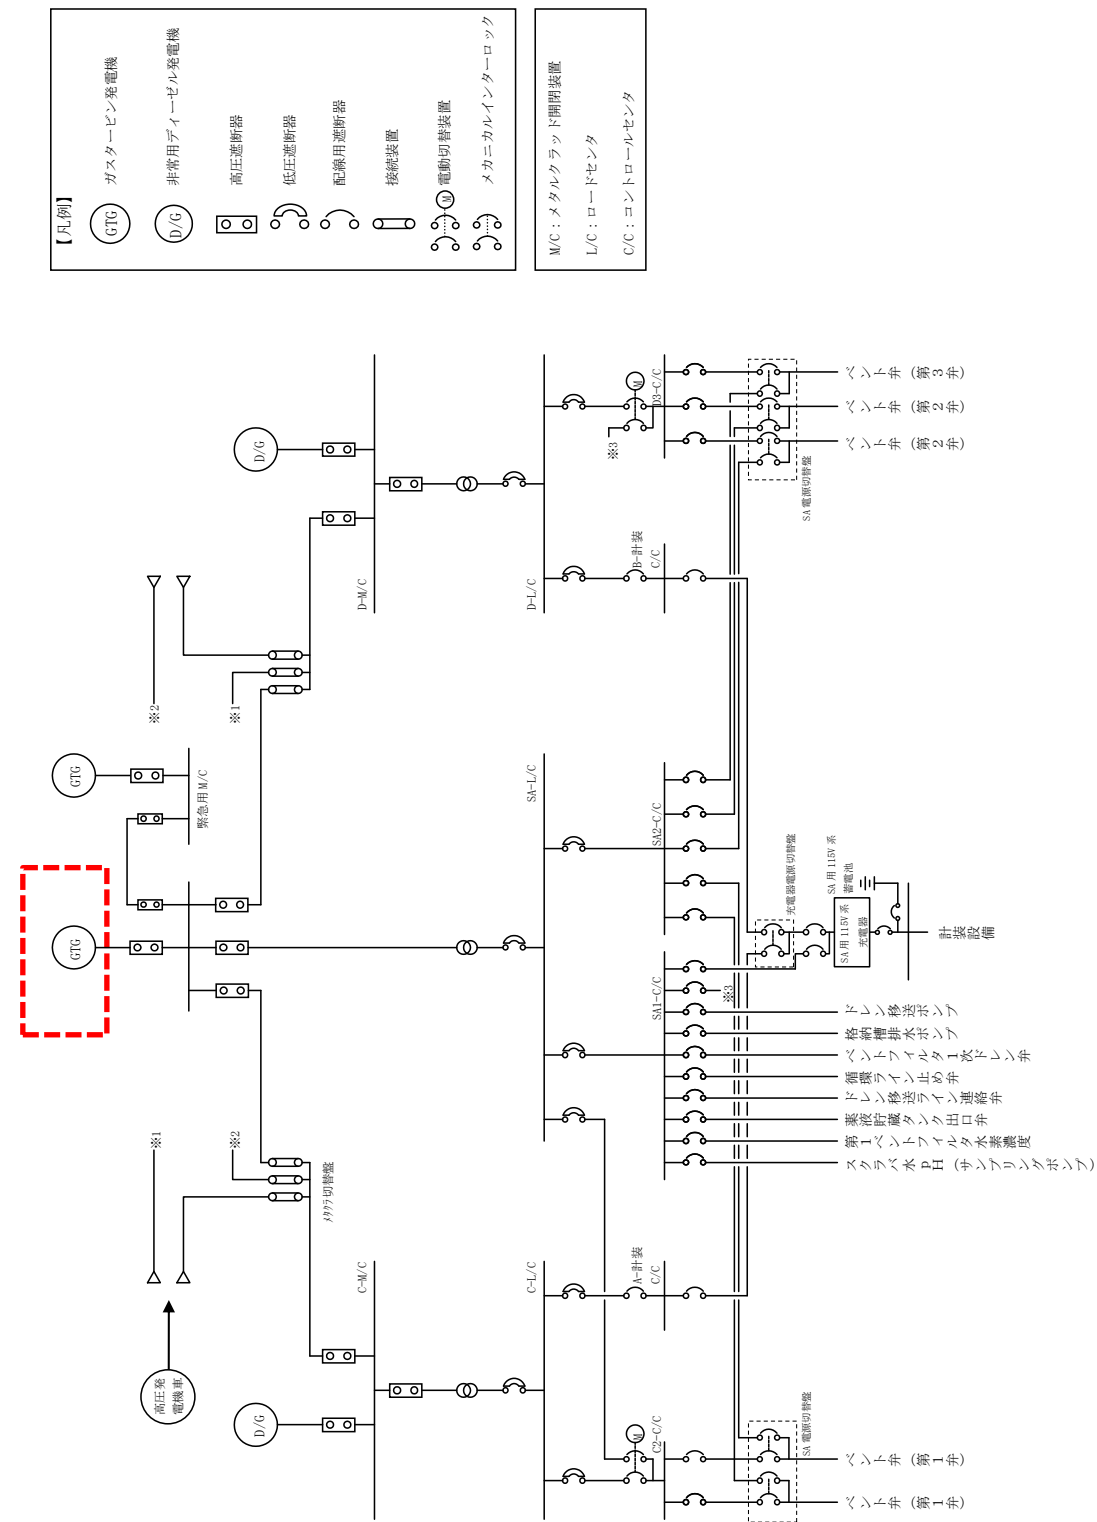 【凡例】
GTG ガスタービン発電機
D/G 非常用ディーゼル発電機
高圧遮断器
低圧遮断器
配線用遮断器
接続装置
M 電動切替装置
メカニカルインターロック
M/C：メタルクラッド開閉装置
L/C：ロードセンタ
C/C：コントロールセンタ
高圧発
電機車
※1
※2
D/G
メタクラ切替盤
C-M/C
C-L/C
GTG
GTG
緊急用M/C
SA-L/C
※2
※1
D/G
D-M/C
D-L/C
M
C2-C/C
A-計装
C/C
SA1-C/C
※3
SA2-C/C
B-計装
C/C
※3
M
D3-C/C
SA電源切替盤
充電器電源切替盤
SA用115V系
充電器
SA用115V系
蓄電池
SA電源切替盤
ベント弁（第1弁）
ベント弁（第1弁）
スクラバ水pH（サンプリングポンプ）
第1ベントフィルタ水素濃度
薬液貯蔵タンク出口弁
ドレン移送ライン連絡弁
循環ライン止め弁
ベントフィルタ1次ドレン弁
格納槽排水ポンプ
ドレン移送ポンプ
計装設備
ベント弁（第2弁）
ベント弁（第2弁）
ベント弁（第3弁）